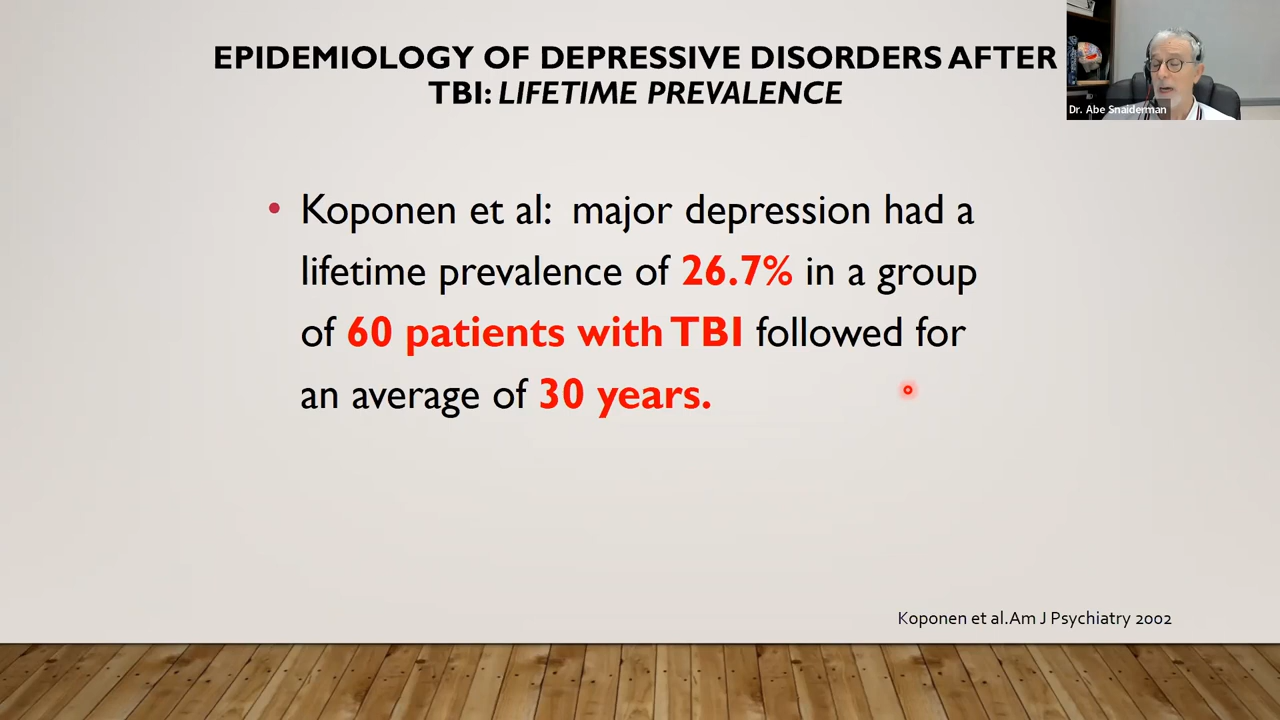 EPIDEMIOLOGY OF DEPRESSIVE DISORDERS AFTER
TBI: LIFETIME PREVALENCE
Dr. Abe Snaiderman
• Koponen et al: major depression had a
lifetime prevalence of 26.7% in a group
of 60 patients with TBI followed for
an average of 30 years.
Koponen et al.Am J Psychiatry 2002